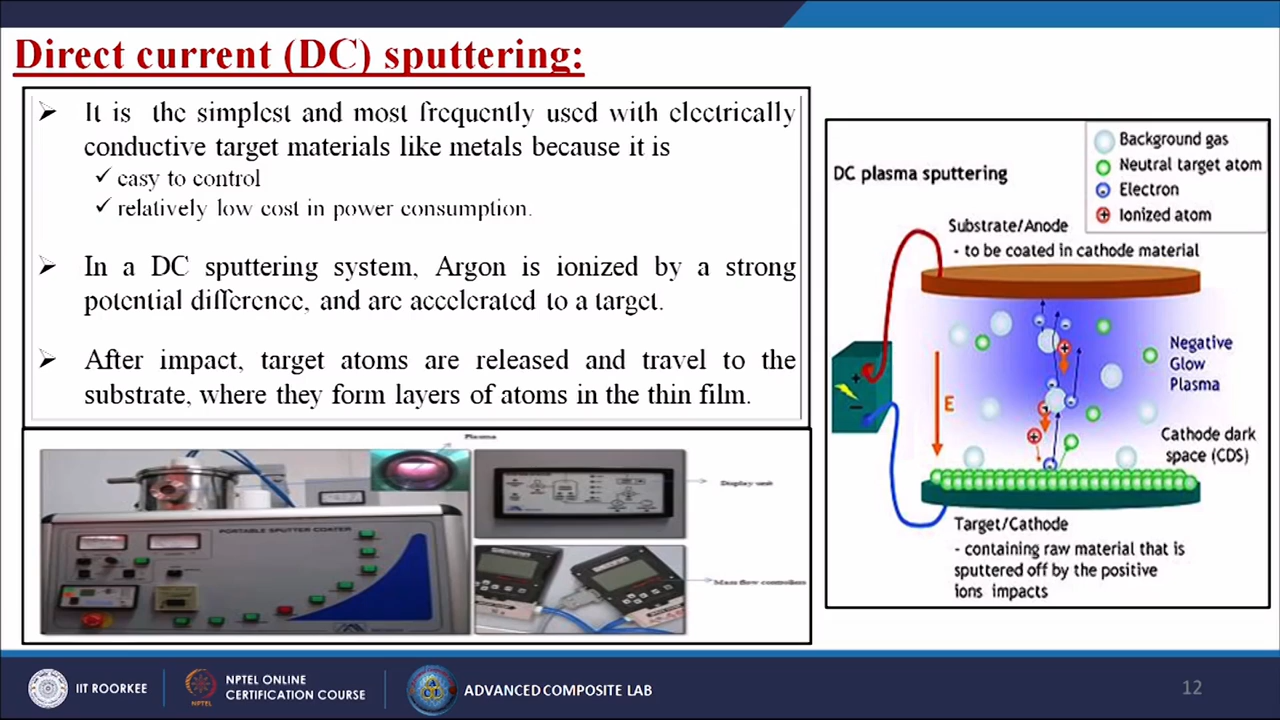 Direct current (DC) sputtering:
It is the simplest and most frequently used with electrically
conductive target materials like metals because it is
easy to control
relatively low cost in power consumption.
In a DC sputtering system, Argon is ionized by a strong
potential difference, and are accelerated to a target.
After impact, target atoms are released and travel to the
substrate, where they form layers of atoms in the thin film.
Plasma
Display unit
Mass flow controllers
PORTABLE SPUTTER COATER
Background gas
Neutral target atom
Electron
Ionized atom
DC plasma sputtering
Substrate/Anode
- to be coated in cathode material
Negative
Glow
Plasma
E
Cathode dark
space (CDS)
Target/Cathode
- containing raw material that is
sputtered off by the positive
ions impacts
IIT ROORKEE
NPTEL
NPTEL ONLINE
CERTIFICATION COURSE
ADVANCED COMPOSITE LAB
12